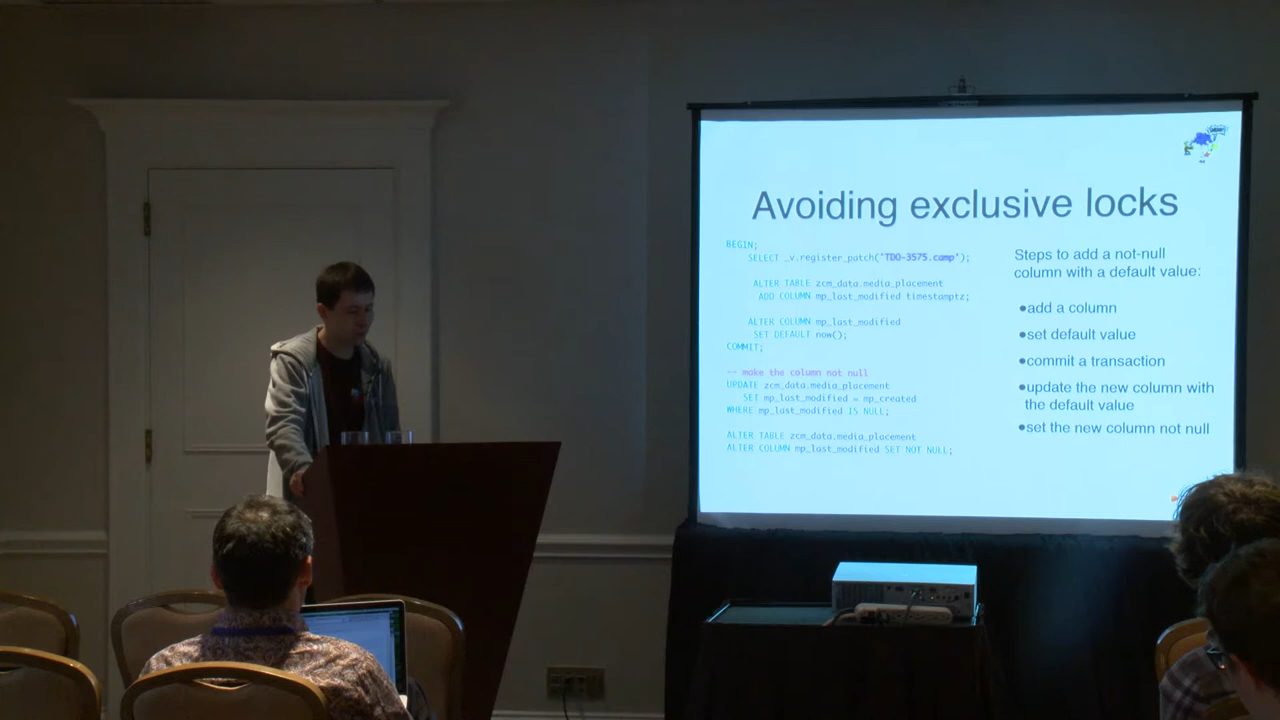 Avoiding exclusive locks
BEGIN;
SELECT _v.register_patch('TDO-3575.camp');
ALTER TABLE zcm_data.media_placement
ADD COLUMN mp_last_modified timestamptz;
ALTER COLUMN mp_last_modified
SET DEFAULT now();
COMMIT;
-- make the column not null
UPDATE zcm_data.media_placement
SET mp_last_modified = mp_created
WHERE mp_last_modified IS NULL;
ALTER TABLE zcm_data.media_placement
ALTER COLUMN mp_last_modified SET NOT NULL;
Steps to add a not-null
column with a default value:
•add a column
•set default value
•commit a transaction
•update the new column with
the default value
•set the new column not null